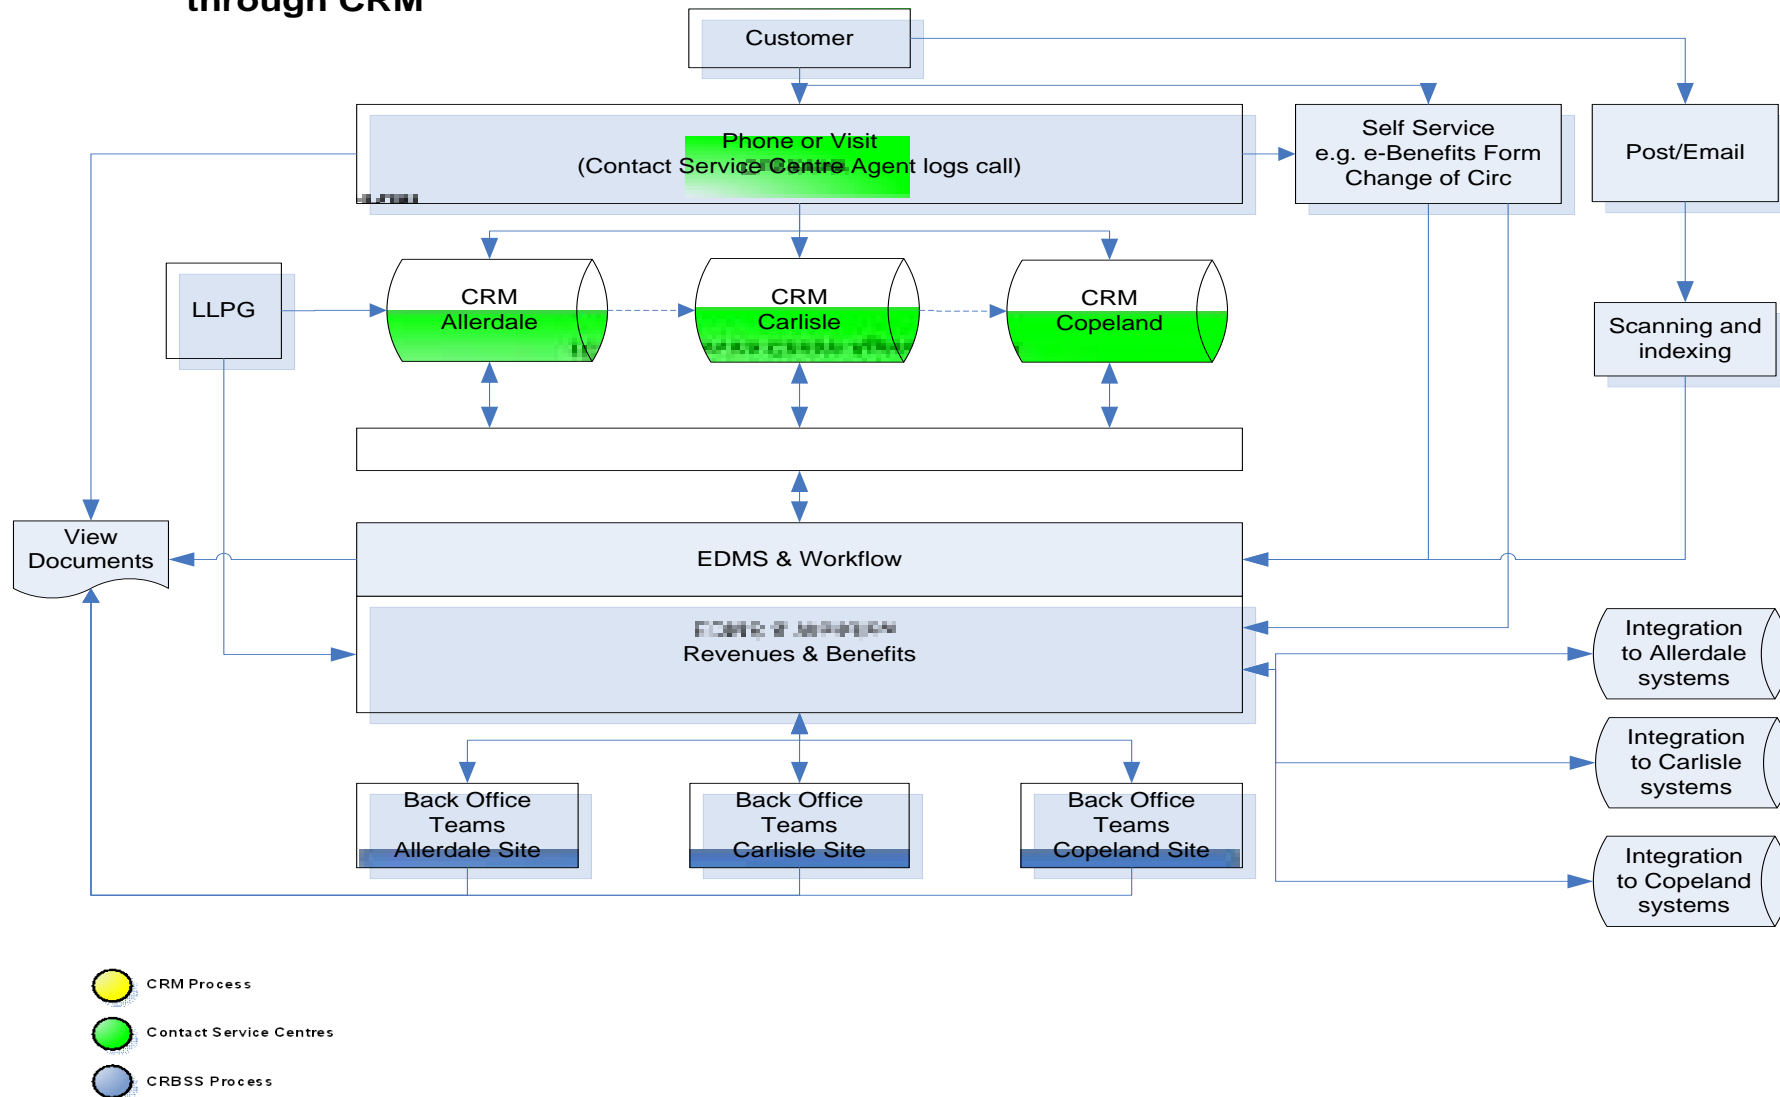 through CRM
Customer
Phone or Visit
(Contact Service Centre Agent logs call)
Self Service
e.g. e-Benefits Form
Change of Circ
Post/Email
LLPG
CRM
Allerdale
CRM
Carlisle
CRM
Copeland
Scanning and
indexing
View
Documents
EDMS & Workflow
Revenues & Benefits
Integration
to Allerdale
systems
Integration
to Carlisle
systems
Integration
to Copeland
systems
Back Office
Teams
Allerdale Site
Back Office
Teams
Carlisle Site
Back Office
Teams
Copeland Site
CRM Process
Contact Service Centres
CRBSS Process